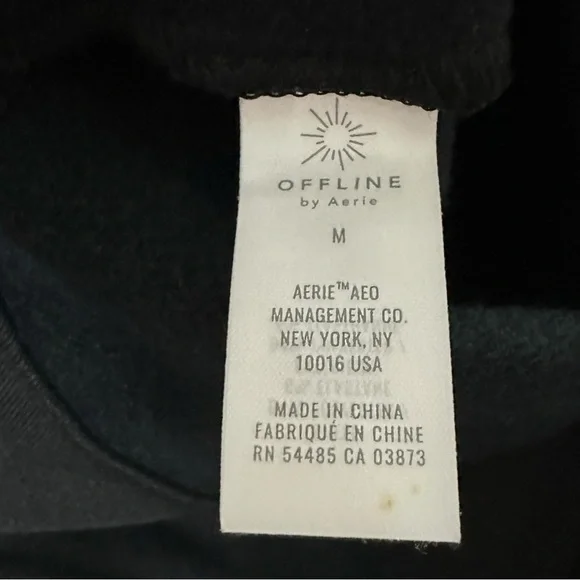 OFFLINE
by Aerie
M
AERIE™AEO
MANAGEMENT CO.
NEW YORK, NY
10016 USA
MADE IN CHINA
FABRIQUÉ EN CHINE
RN 54485 CA 03873